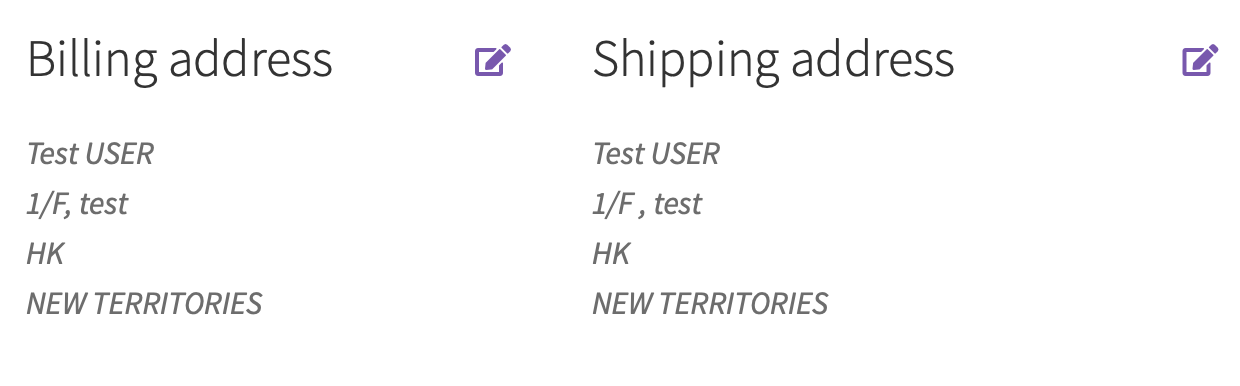 Billing address
Test USER
1/F, test
HK
NEW TERRITORIES
Shipping address
Test USER
1/F , test
HK
NEW TERRITORIES